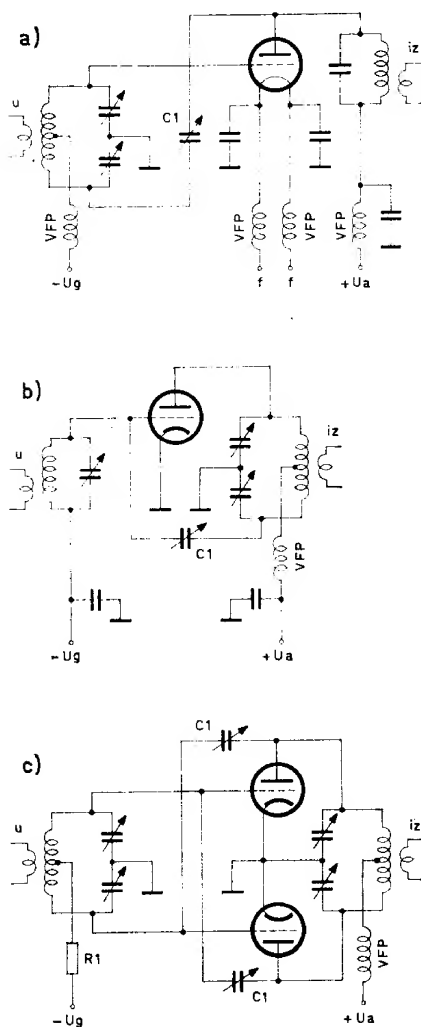 a)
u
C1
iz
VFP
VFP
VFP
VFP
-Ug
f
f
+Ua
b)
u
iz
C1
VFP
-Ug
+Ua
c)
C1
u
iz
R1
C1
VFP
-Ug
+Ua